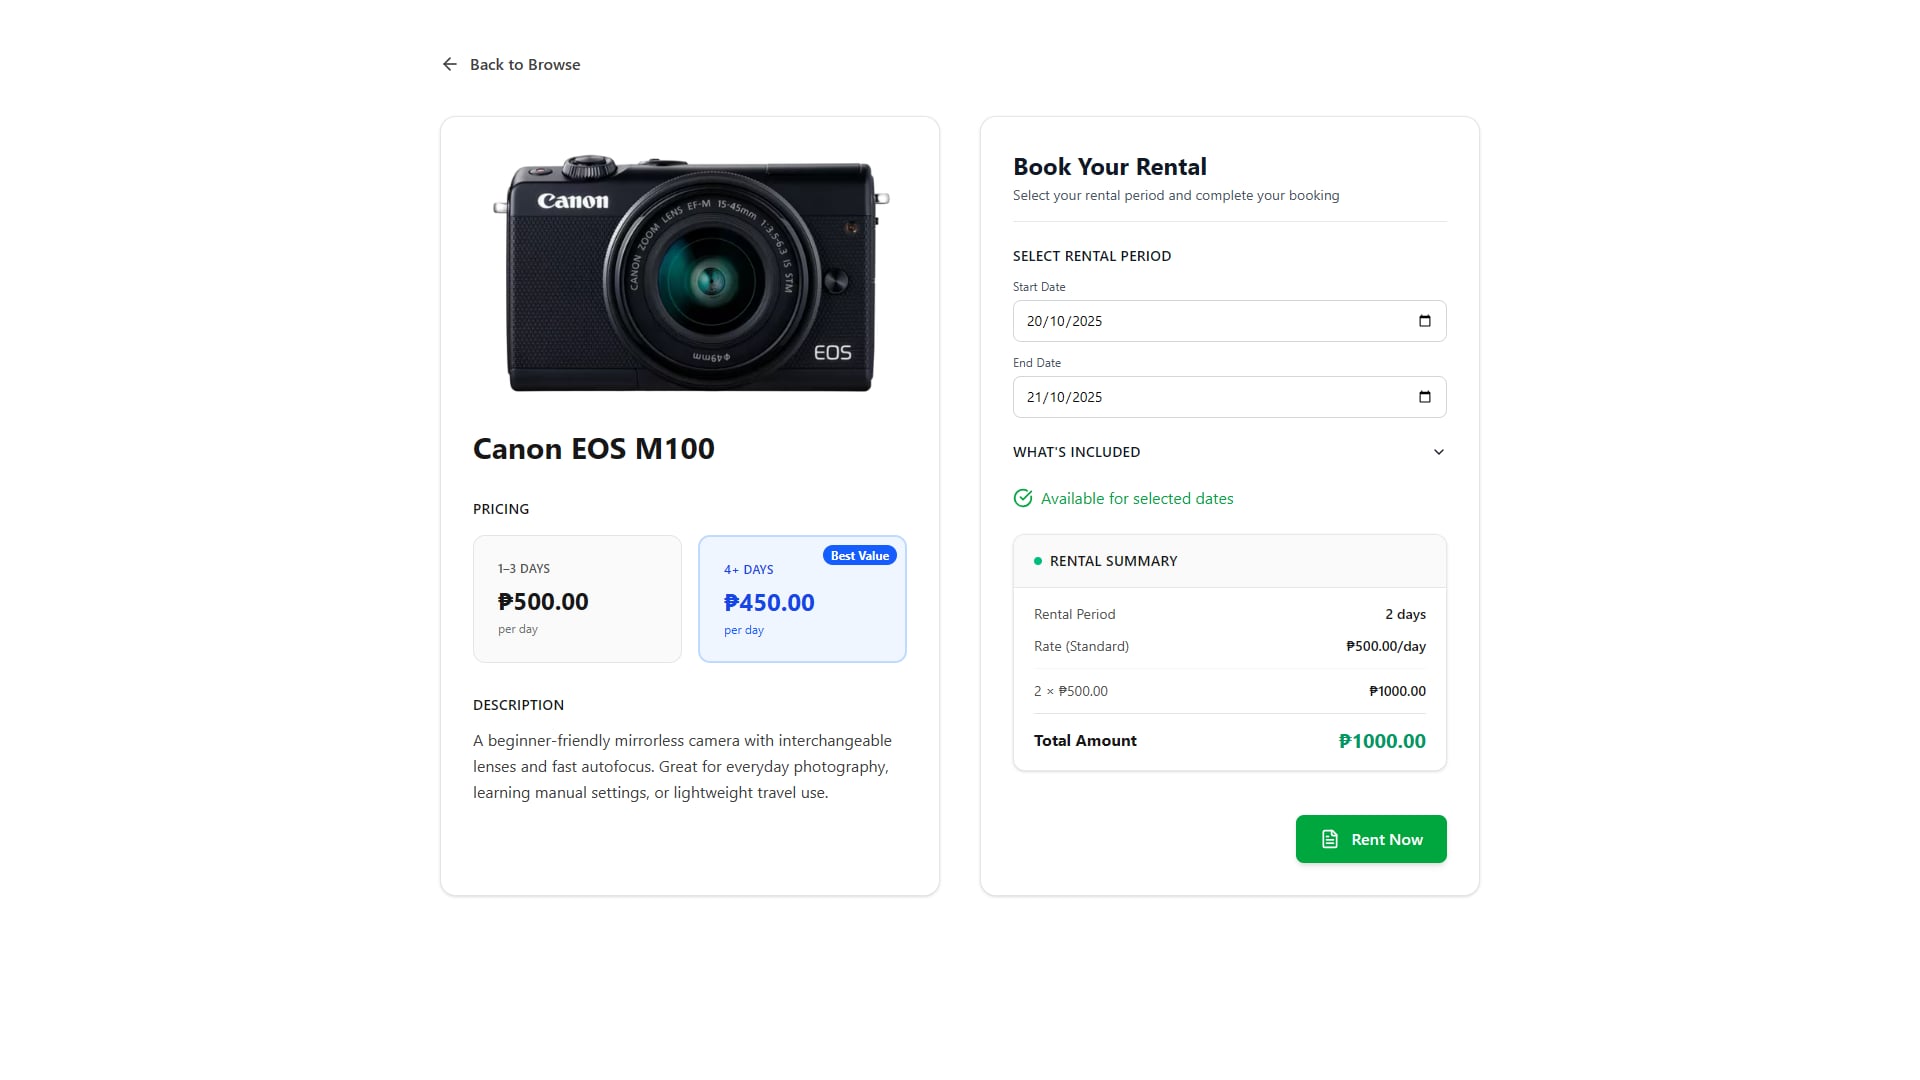 Back to Browse
Canon
CANON ZOOM LENS EF-M 15-45mm 1:3.5-6.3 IS STM
Φ49mm
EOS
Canon EOS M100
PRICING
1–3 DAYS
₱500.00
per day
Best Value
4+ DAYS
₱450.00
per day
DESCRIPTION
A beginner-friendly mirrorless camera with interchangeable
lenses and fast autofocus. Great for everyday photography,
learning manual settings, or lightweight travel use.
Book Your Rental
Select your rental period and complete your booking
SELECT RENTAL PERIOD
Start Date
20/10/2025
End Date
21/10/2025
WHAT'S INCLUDED
Available for selected dates
RENTAL SUMMARY
Rental Period 2 days
Rate (Standard) ₱500.00/day
2 × ₱500.00 ₱1000.00
Total Amount ₱1000.00
Rent Now